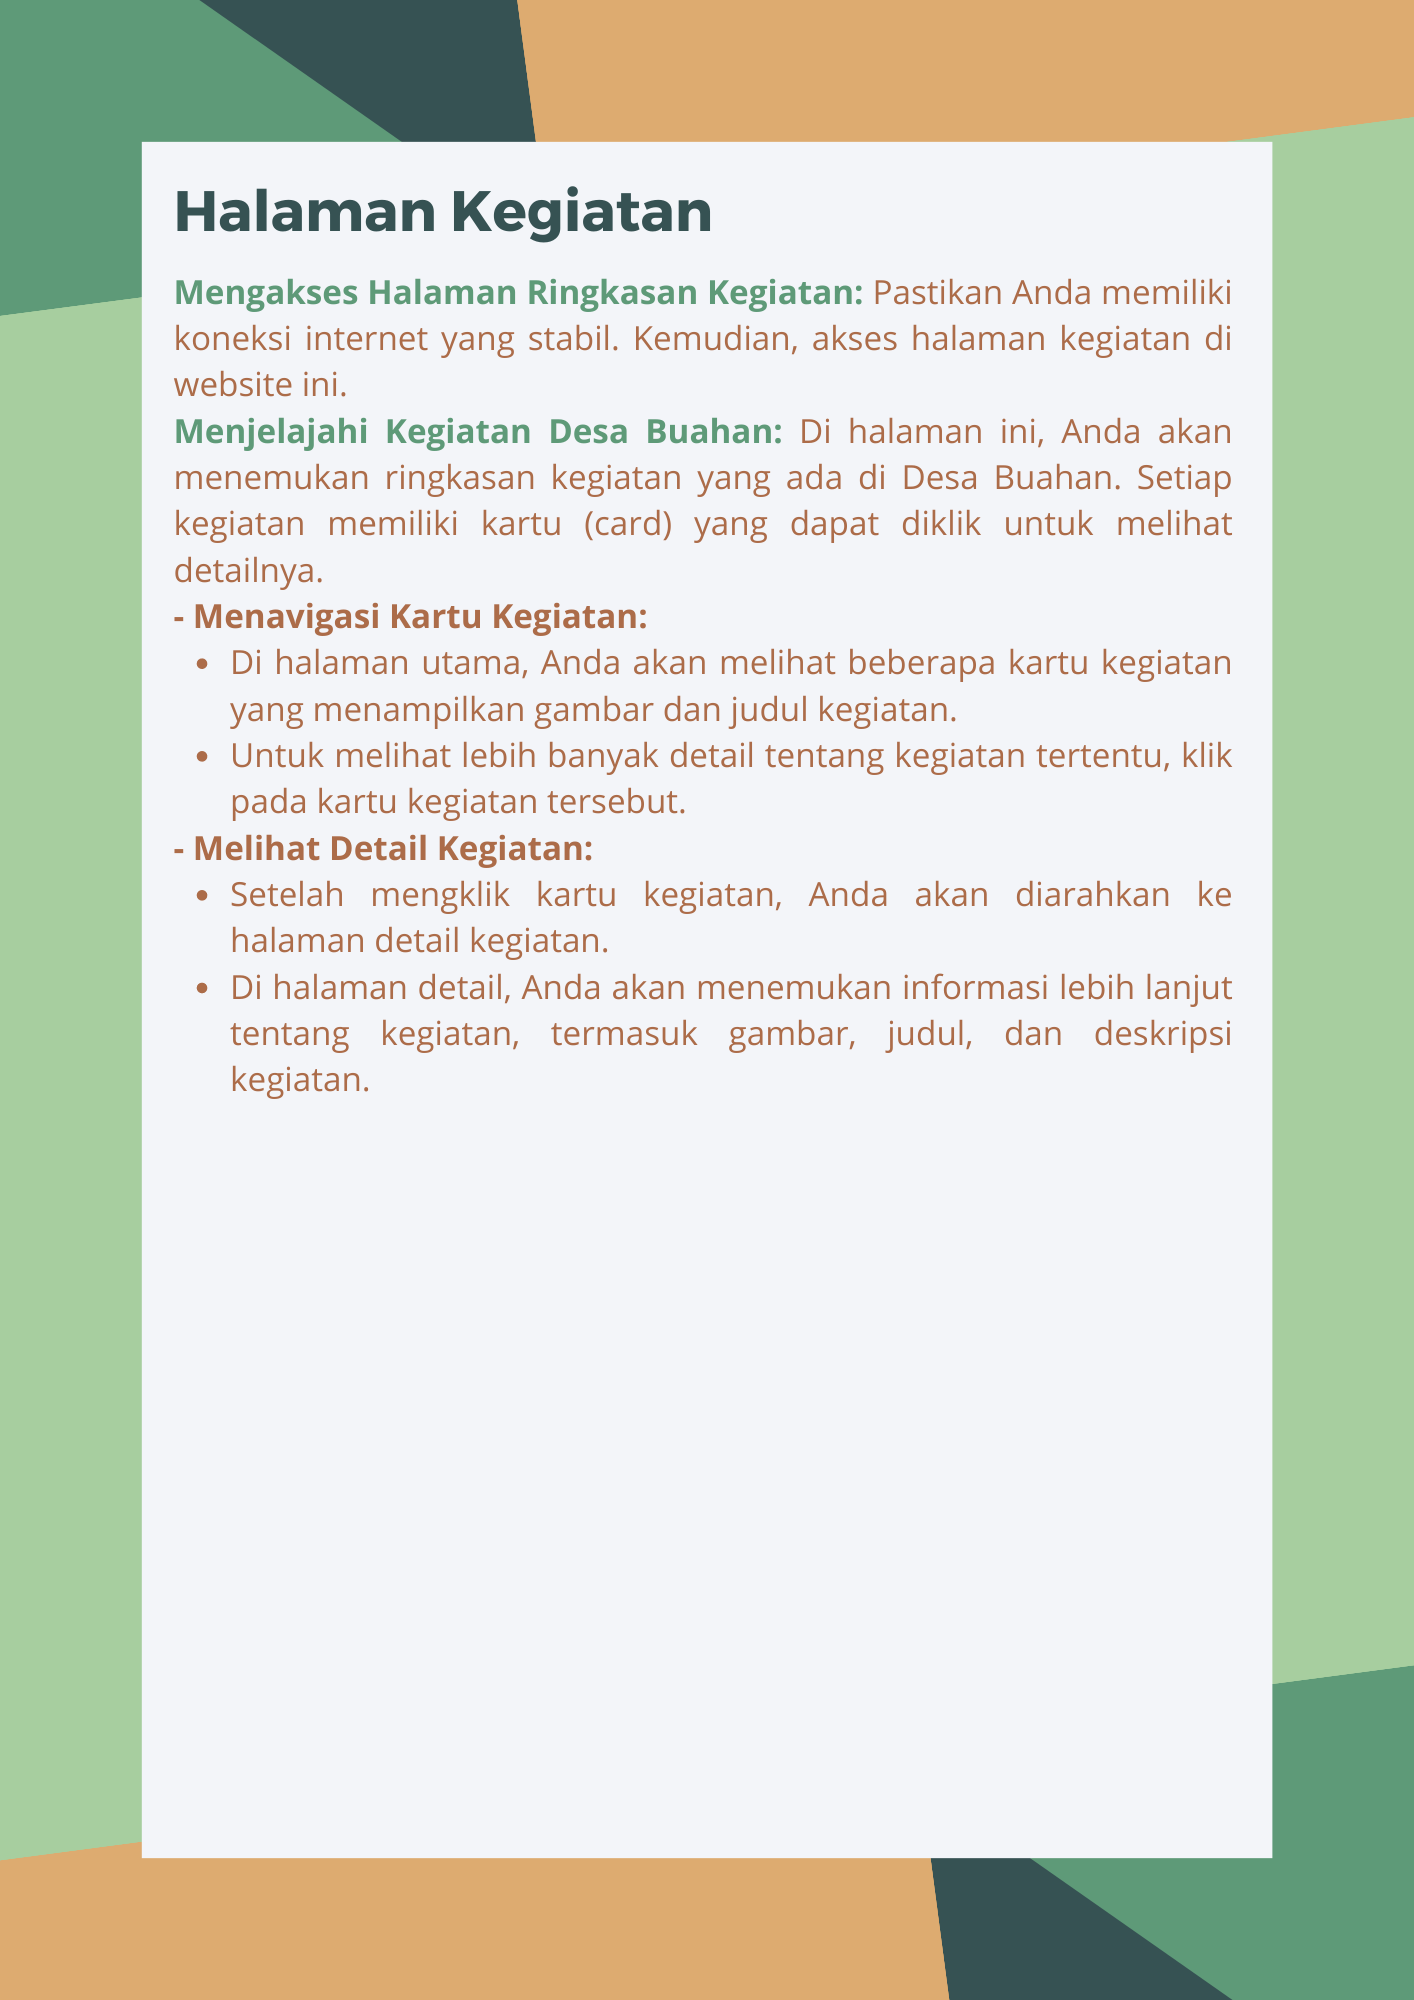 Halaman Kegiatan
Mengakses Halaman Ringkasan Kegiatan: Pastikan Anda memiliki
koneksi internet yang stabil. Kemudian, akses halaman kegiatan di
website ini.
Menjelajahi Kegiatan Desa Buahan: Di halaman ini, Anda akan
menemukan ringkasan kegiatan yang ada di Desa Buahan. Setiap
kegiatan memiliki kartu (card) yang dapat diklik untuk melihat
detailnya.
- Menavigasi Kartu Kegiatan:
• Di halaman utama, Anda akan melihat beberapa kartu kegiatan
yang menampilkan gambar dan judul kegiatan.
• Untuk melihat lebih banyak detail tentang kegiatan tertentu, klik
pada kartu kegiatan tersebut.
- Melihat Detail Kegiatan:
• Setelah mengklik kartu kegiatan, Anda akan diarahkan ke
halaman detail kegiatan.
• Di halaman detail, Anda akan menemukan informasi lebih lanjut
tentang kegiatan, termasuk gambar, judul, dan deskripsi
kegiatan.